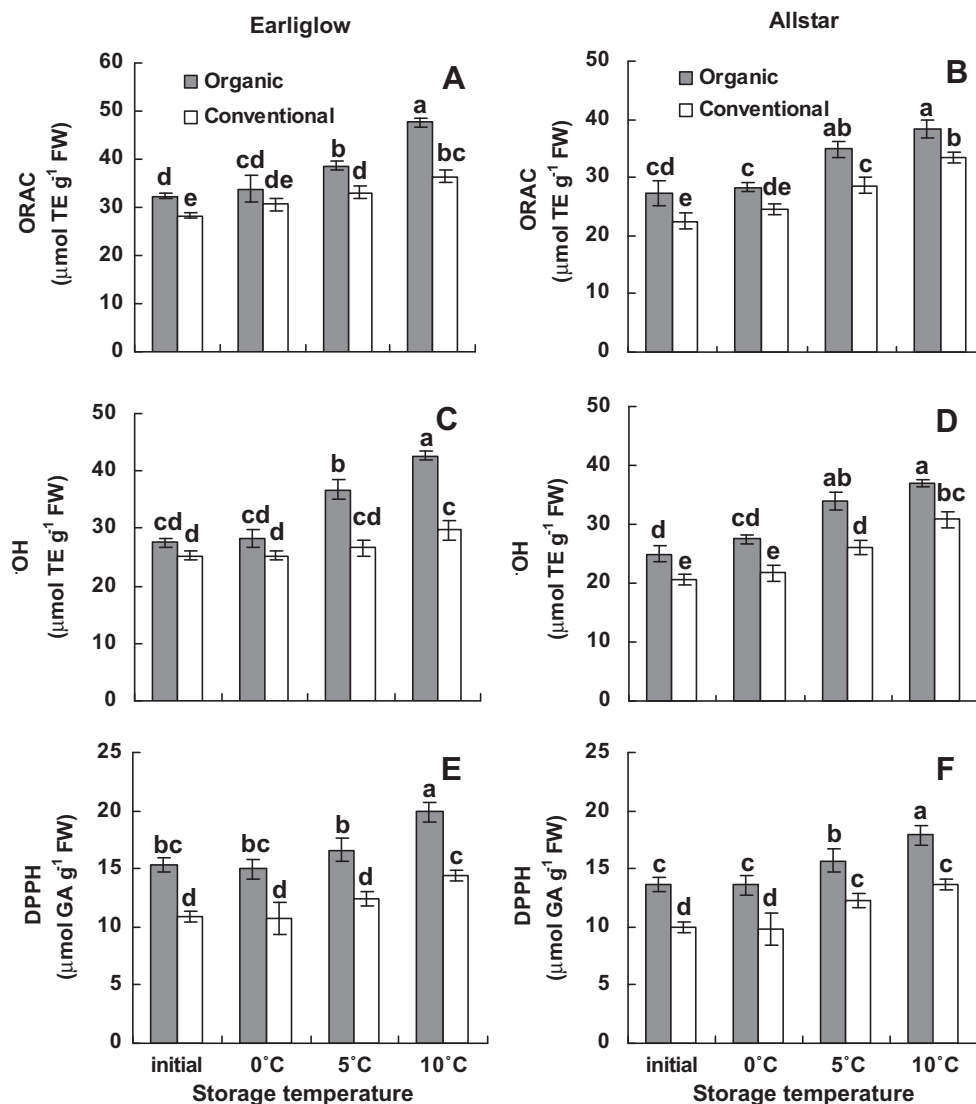 Earliglow
Allstar
A
Organic
Conventional
ORAC
(μmol TE g⁻¹ FW)
60
50
40
30
20
10
0
d
e
cd
de
b
d
a
bc
B
Organic
Conventional
ORAC
(μmol TE g⁻¹ FW)
50
40
30
20
10
0
cd
e
c
de
ab
c
a
b
C
·OH
(μmol TE g⁻¹ FW)
50
40
30
20
10
0
cd
d
cd
d
b
cd
a
c
D
·OH
(μmol TE g⁻¹ FW)
50
40
30
20
10
0
d
e
cd
e
ab
d
a
bc
E
DPPH
(μmol GA g⁻¹ FW)
25
20
15
10
5
0
bc
d
bc
d
b
d
a
c
initial
0˚C
5˚C
10˚C
Storage temperature
F
DPPH
(μmol GA g⁻¹ FW)
25
20
15
10
5
0
c
d
c
d
b
c
a
c
initial
0˚C
5˚C
10˚C
Storage temperature